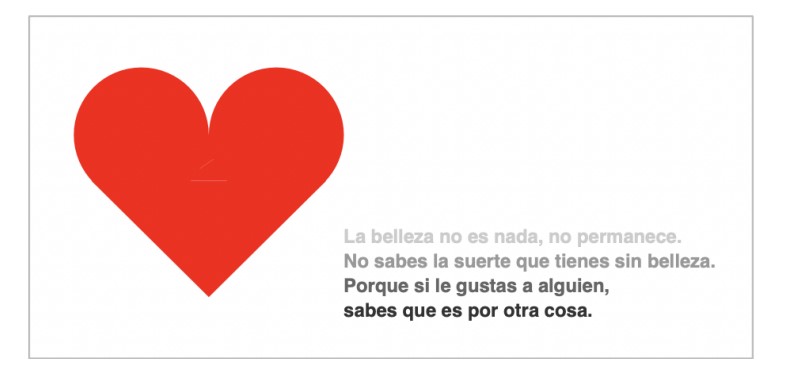 La belleza no es nada, no permanece.
No sabes la suerte que tienes sin belleza.
Porque si le gustas a alguien,
sabes que es por otra cosa.